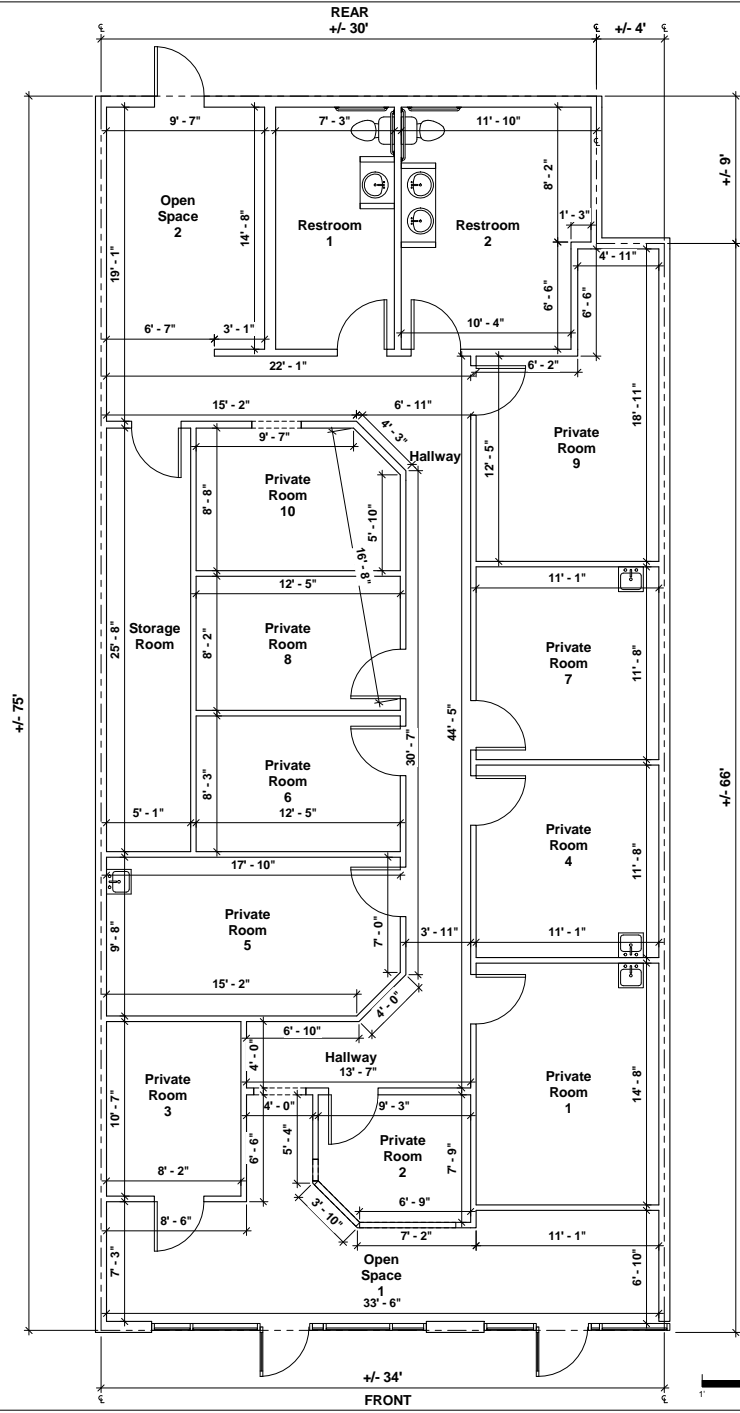 REAR
+/- 30'
+/- 4'
9' - 7"
7' - 3"
11' - 10"
+/- 9'
8' - 2"
Open
Space
2
14' - 8"
Restroom
1
Restroom
2
1' - 3"
19' - 1"
4' - 11"
6' - 6"
6' - 6"
6' - 7"
3' - 1"
10' - 4"
22' - 1"
6' - 2"
15' - 2"
6' - 11"
18' - 11"
4' - 3"
9' - 7"
Hallway
Private
Room
9
12' - 5"
8' - 8"
Private
Room
10
5' - 10"
16' - 8"
12' - 5"
11' - 1"
25' - 8"
Storage
Room
8' - 2"
Private
Room
8
Private
Room
7
11' - 8"
+/- 75'
44' - 5"
30' - 7"
8' - 3"
Private
Room
6
+/- 66'
5' - 1"
12' - 5"
Private
Room
4
11' - 8"
17' - 10"
9' - 8"
Private
Room
5
7' - 0"
3' - 11"
11' - 1"
15' - 2"
4' - 0"
6' - 10"
4' - 0"
Hallway
13' - 7"
10' - 7"
Private
Room
3
Private
Room
1
14' - 8"
4' - 0"
9' - 3"
5' - 4"
6' - 6"
Private
Room
2
7' - 9"
8' - 2"
3' - 10"
6' - 9"
8' - 6"
7' - 2"
11' - 1"
7' - 3"
Open
Space
1
6' - 10"
33' - 6"
+/- 34'
FRONT
1'